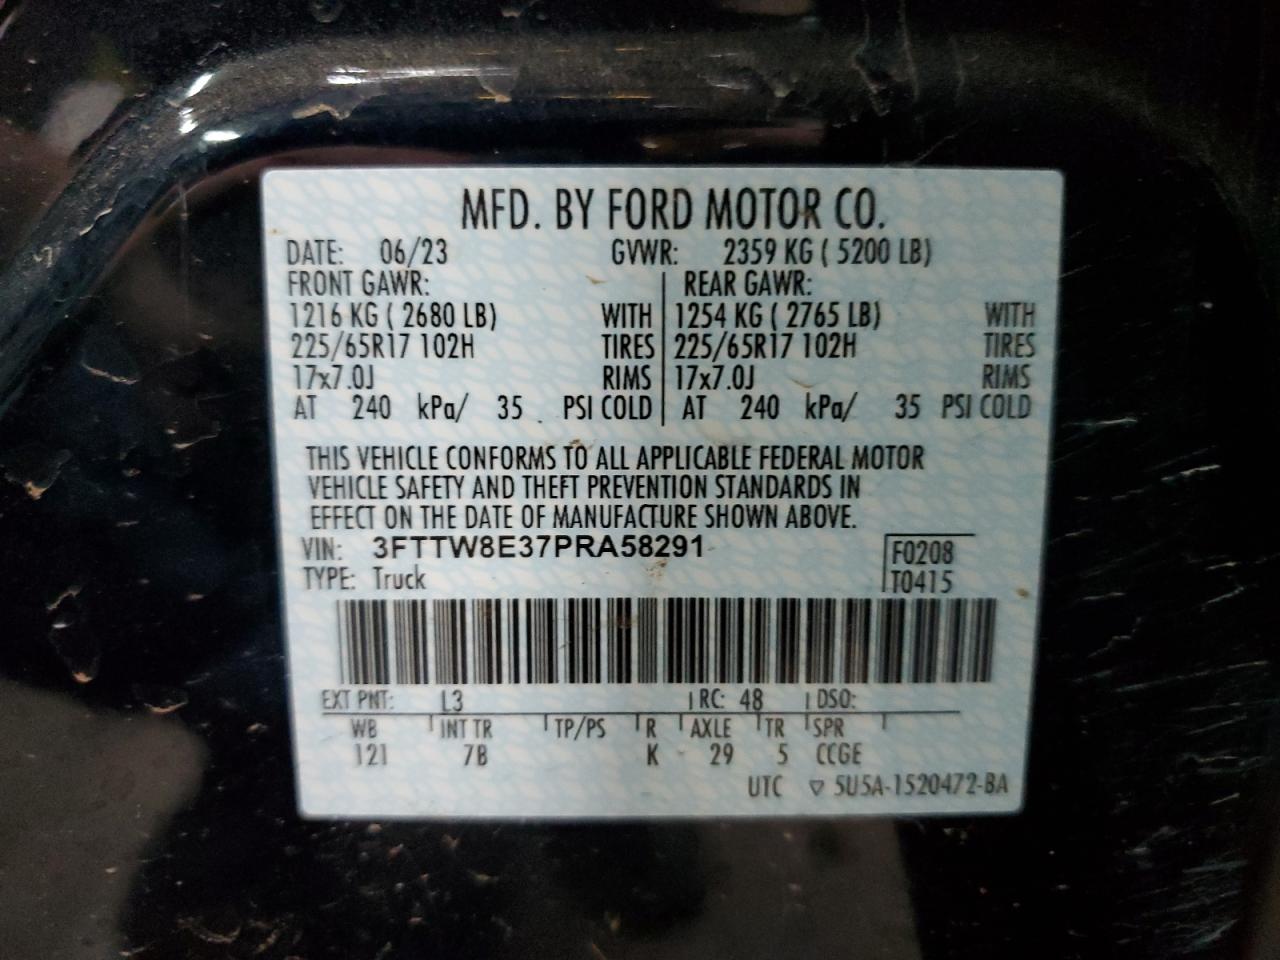 MFD. BY FORD MOTOR CO.
DATE: 06/23 GVWR: 2359 KG ( 5200 LB)
FRONT GAWR: REAR GAWR:
1216 KG ( 2680 LB) WITH 1254 KG ( 2765 LB) WITH
225/65R17 102H TIRES 225/65R17 102H TIRES
17x7.0J RIMS 17x7.0J RIMS
AT 240 kPa/ 35 PSI COLD AT 240 kPa/ 35 PSI COLD
THIS VEHICLE CONFORMS TO ALL APPLICABLE FEDERAL MOTOR
VEHICLE SAFETY AND THEFT PREVENTION STANDARDS IN
EFFECT ON THE DATE OF MANUFACTURE SHOWN ABOVE.
VIN: 3FTTW8E37PRA58291 F0208
TYPE: Truck T0415
EXT PNT: L3 RC: 48 DSO:
WB INT TR TP/PS R AXLE TR SPR
121 7B K 29 5 CCGE
UTC ▽ 5U5A-1520472-BA